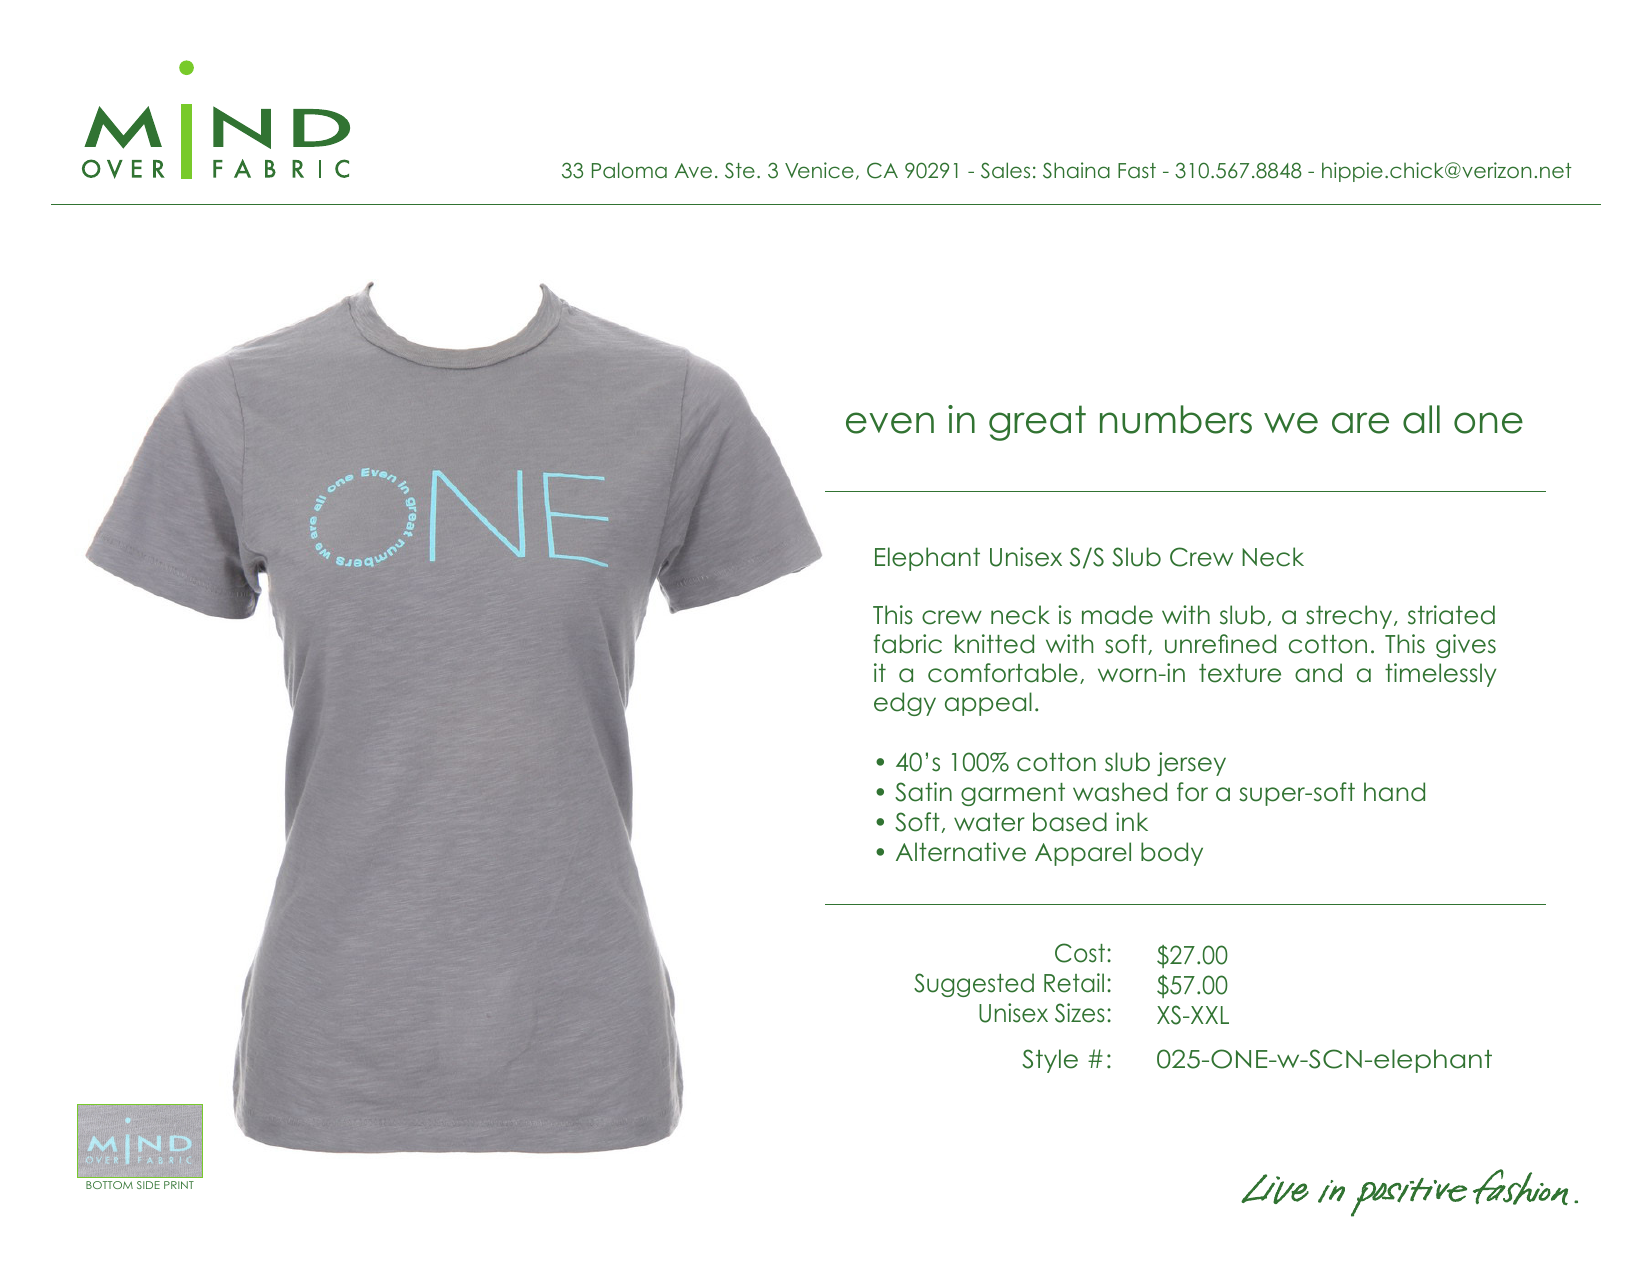 MiND
OVER FABRIC
33 Paloma Ave. Ste. 3 Venice, CA 90291 - Sales: Shaina Fast - 310.567.8848 - hippie.chick@verizon.net
ONE
Even in great numbers we are all one
even in great numbers we are all one
Elephant Unisex S/S Slub Crew Neck
This crew neck is made with slub, a strechy, striated
fabric knitted with soft, unrefined cotton. This gives
it a comfortable, worn-in texture and a timelessly
edgy appeal.
• 40’s 100% cotton slub jersey
• Satin garment washed for a super-soft hand
• Soft, water based ink
• Alternative Apparel body
Cost: $27.00
Suggested Retail: $57.00
Unisex Sizes: XS-XXL
Style #: 025-ONE-w-SCN-elephant
MiND
OVER FABRIC
BOTTOM SIDE PRINT
Live in positive fashion.